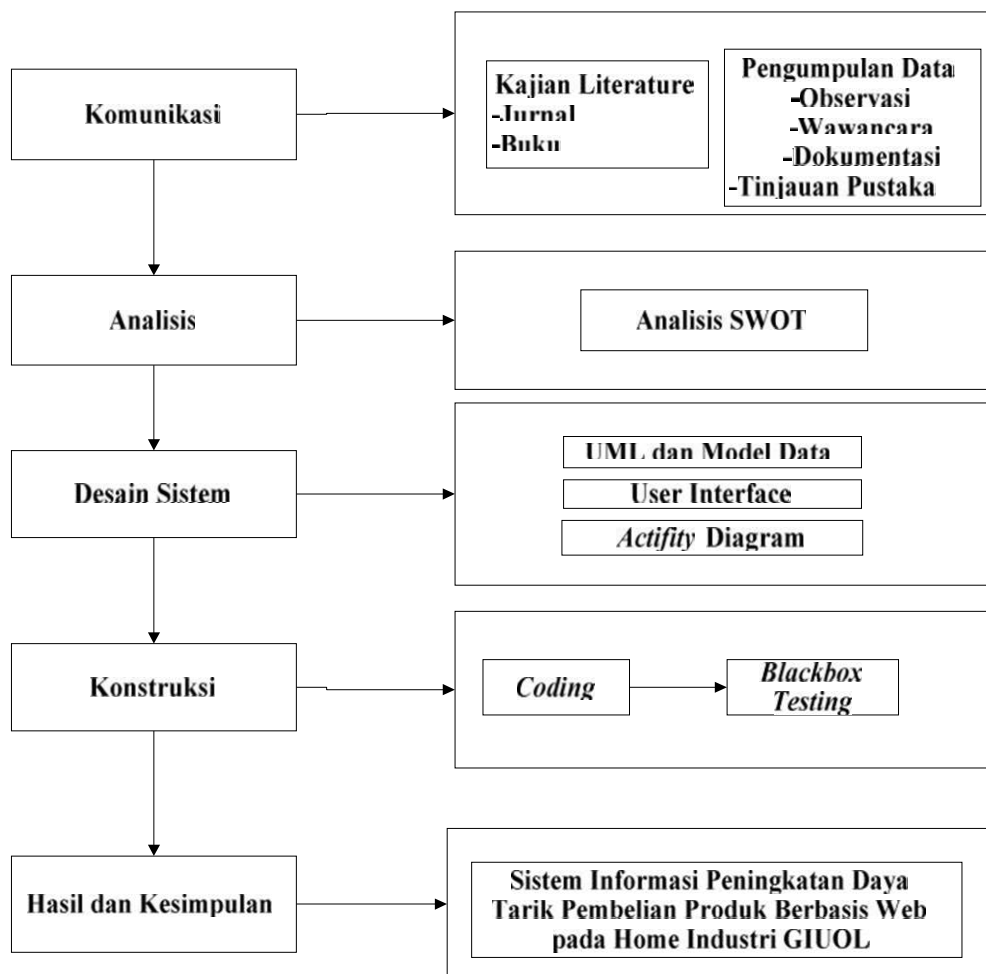 Komunikasi
Kajian Literature
-Jurnal
-Buku
Pengumpulan Data
-Observasi
-Wawancara
-Dokumentasi
-Tinjauan Pustaka
Analisis
Analisis SWOT
Desain Sistem
UML dan Model Data
User Interface
Actifity Diagram
Konstruksi
Coding
Blackbox
Testing
Hasil dan Kesimpulan
Sistem Informasi Peningkatan Daya
Tarik Pembelian Produk Berbasis Web
pada Home Industri GIUOL